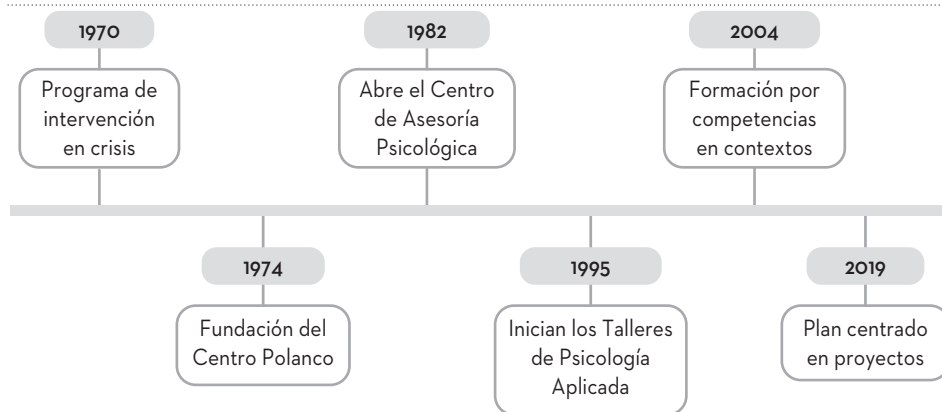 1970
Programa de
intervención
en crisis
1982
Abre el Centro
de Asesoría
Psicológica
2004
Formación por
competencias
en contextos
1974
Fundación del
Centro Polanco
1995
Inician los Talleres
de Psicología
Aplicada
2019
Plan centrado
en proyectos